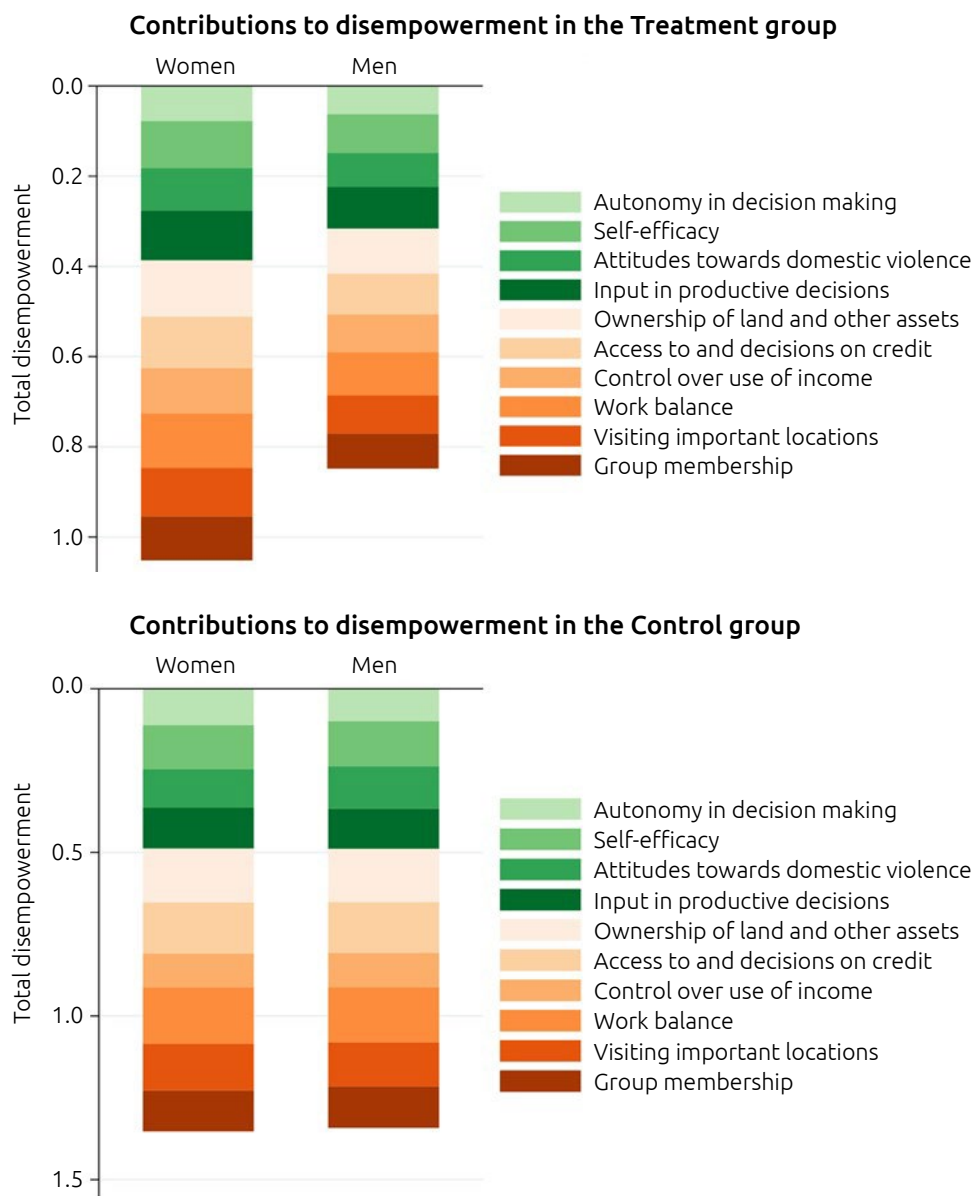 Contributions to disempowerment in the Treatment group
Women Men
0.0
0.2
0.4
0.6
0.8
1.0
Total disempowerment
Autonomy in decision making
Self-efficacy
Attitudes towards domestic violence
Input in productive decisions
Ownership of land and other assets
Access to and decisions on credit
Control over use of income
Work balance
Visiting important locations
Group membership
Contributions to disempowerment in the Control group
Women Men
0.0
0.5
1.0
1.5
Total disempowerment
Autonomy in decision making
Self-efficacy
Attitudes towards domestic violence
Input in productive decisions
Ownership of land and other assets
Access to and decisions on credit
Control over use of income
Work balance
Visiting important locations
Group membership